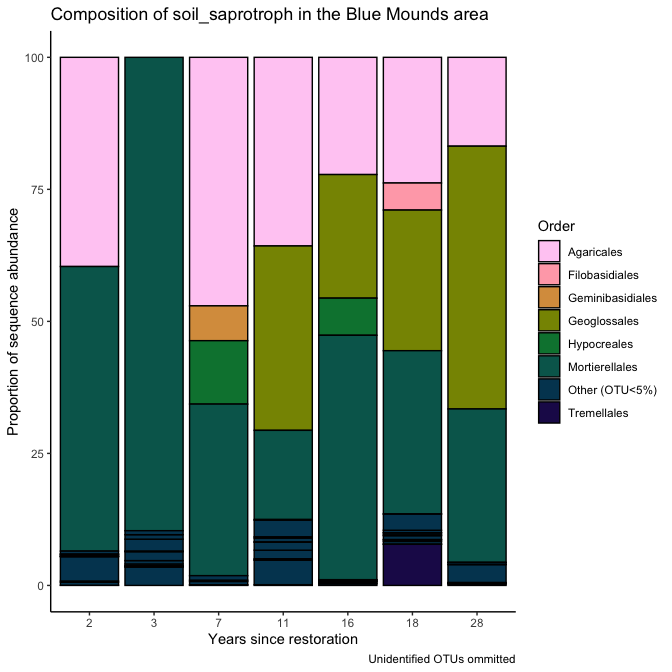 Composition of soil_saprotroph in the Blue Mounds area
100
75
50
25
0
Proportion of sequence abundance
2 3 7 11 16 18 28
Years since restoration
Order
Agaricales
Filobasidiales
Geminibasidiales
Geoglossales
Hypocreales
Mortierellales
Other (OTU<5%)
Tremellales
Unidentified OTUs ommitted